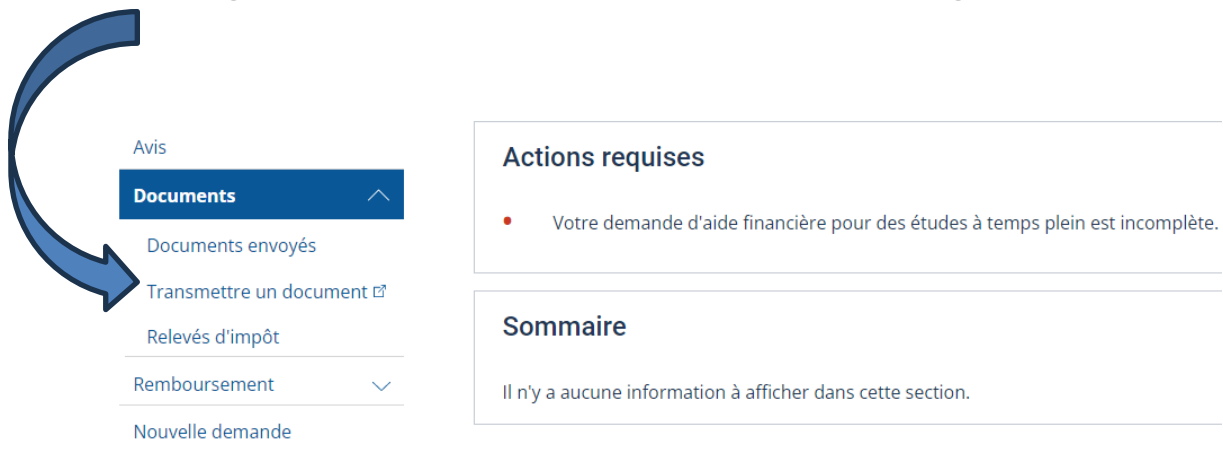 Avis
Documents
Documents envoyés
Transmettre un document
Relevés d'impôt
Remboursement
Nouvelle demande
Actions requises
• Votre demande d'aide financière pour des études à temps plein est incomplète.
Sommaire
Il n'y a aucune information à afficher dans cette section.